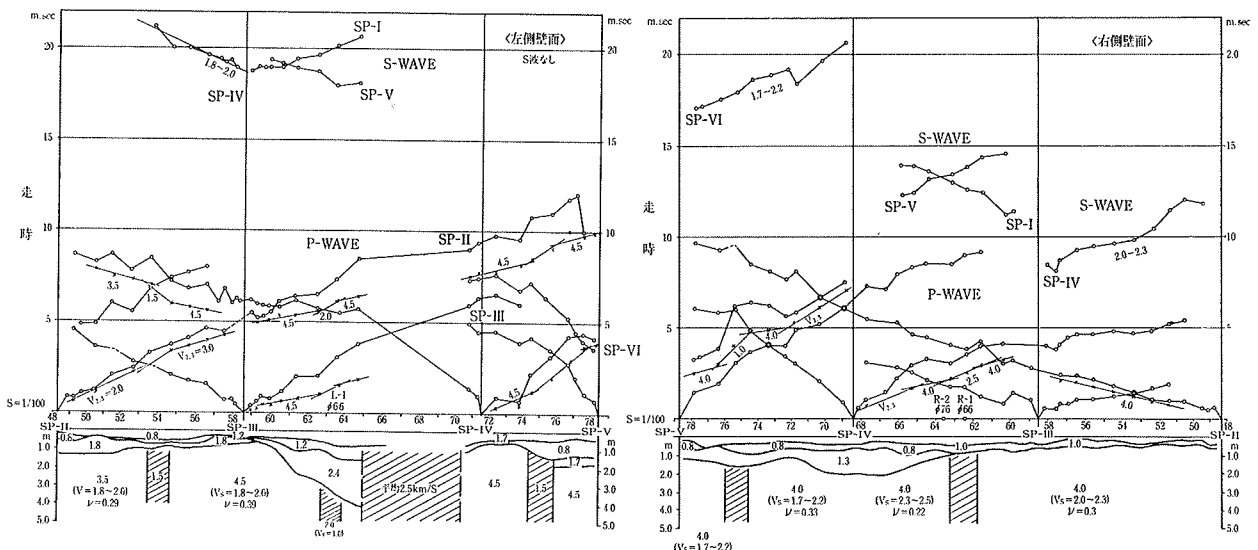 m.sec
20
15
10
5
走
時
〈左側壁面〉
S波なし
SP-I
S-WAVE
SP-V
SP-IV
1.8~2.0
P-WAVE
SP-II
SP-III
SP-VI
3.5
1.5
4.5
V₂.₃=2.0
4.5
2.0
4.5
4.5
L-1
φ66
4.5
4.5
4.5
4.5
m.sec
20
15
10
5
S=1/100
48 50 52 54 56 58 60 62 64 66 68 70 72 74 76 78
SP-II SP-III SP-IV SP-V
m
1.0
2.0
3.0
4.0
5.0
0.8 0.8 1.2 1.7
1.8 1.8 1.2 0.8
2.4 1.7
3.5
1.5
4.5
平均2.5km/S
4.5
1.5
4.5
(V=1.8~2.0)
ν=0.29
(Vs=1.8~2.0)
ν=0.39
m
1.0
2.0
3.0
4.0
5.0
m.sec
20
15
10
5
走
時
〈右側壁面〉
1.7~2.2
SP-VI
S-WAVE
SP-V
SP-I
S-WAVE
2.0~2.3
SP-IV
P-WAVE
4.0
1.0
4.0
4.0
2.5
4.0
4.0
R-2
φ76
R-1
φ66
m.sec
20
15
10
5
S=1/100
78 76 74 72 70 68 66 64 62 60 58 56 54 52 50 49
SP-V SP-IV SP-III SP-II
m
1.0
2.0
3.0
4.0
5.0
0.8 0.8 0.8 1.0 1.0
1.3
4.0
(Vs=1.7~2.2)
ν=0.33
4.0
(Vs=2.3~2.5)
ν=0.22
4.0
(Vs=2.0~2.3)
ν=0.3
4.0
(Vs=1.7~2.2)
m
1.0
2.0
3.0
4.0
5.0